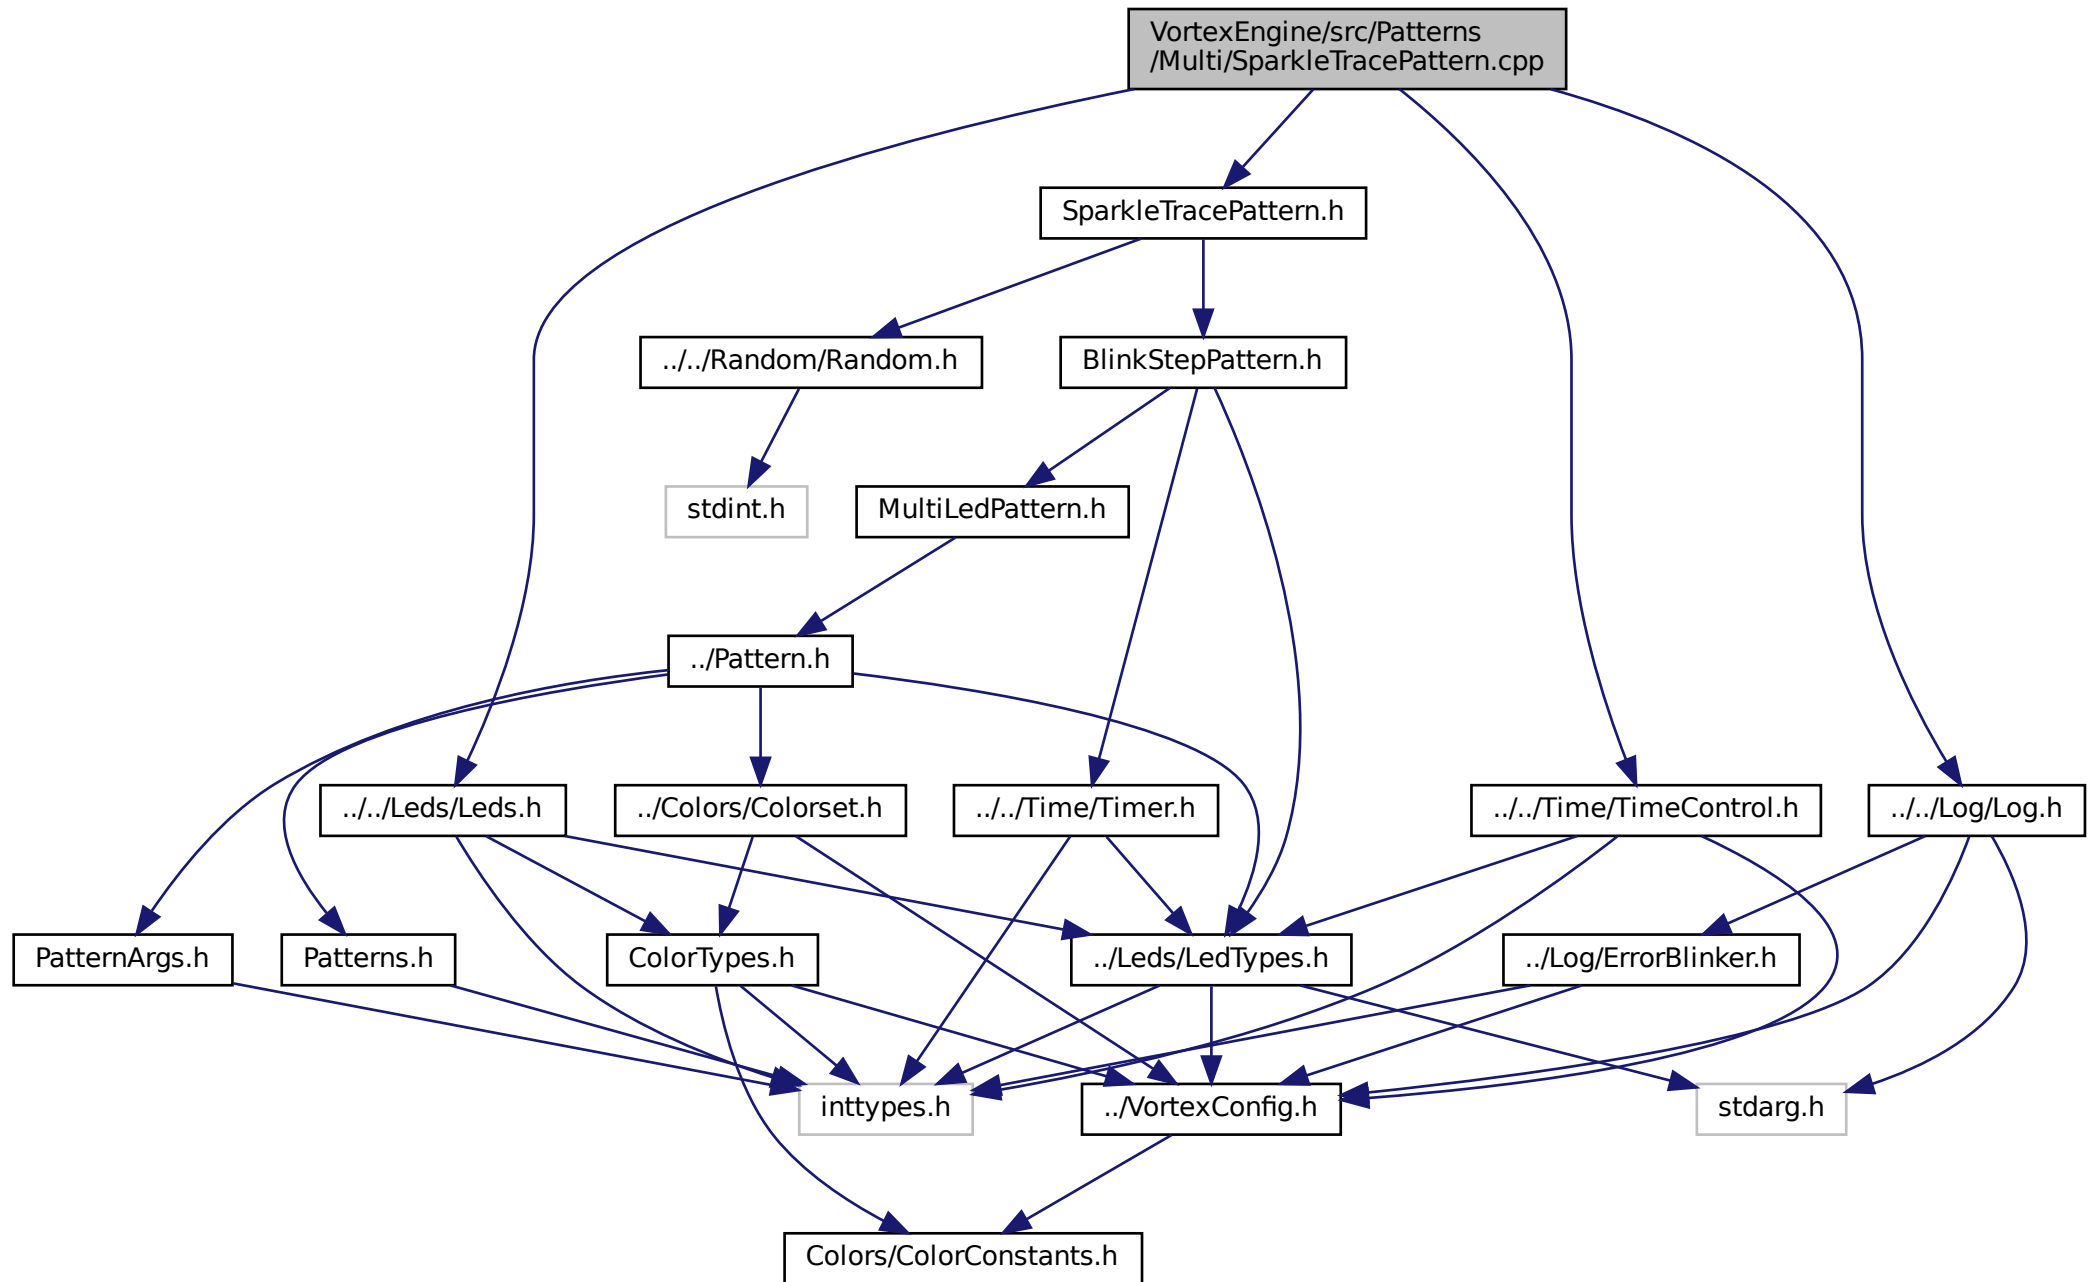 VortexEngine/src/Patterns
/Multi/SparkleTracePattern.cpp
SparkleTracePattern.h
../../Random/Random.h
BlinkStepPattern.h
stdint.h
MultiLedPattern.h
../Pattern.h
../../Leds/Leds.h
../Colors/Colorset.h
../../Time/Timer.h
../../Time/TimeControl.h
../../Log/Log.h
PatternArgs.h
Patterns.h
ColorTypes.h
../Leds/LedTypes.h
../Log/ErrorBlinker.h
inttypes.h
../VortexConfig.h
stdarg.h
Colors/ColorConstants.h